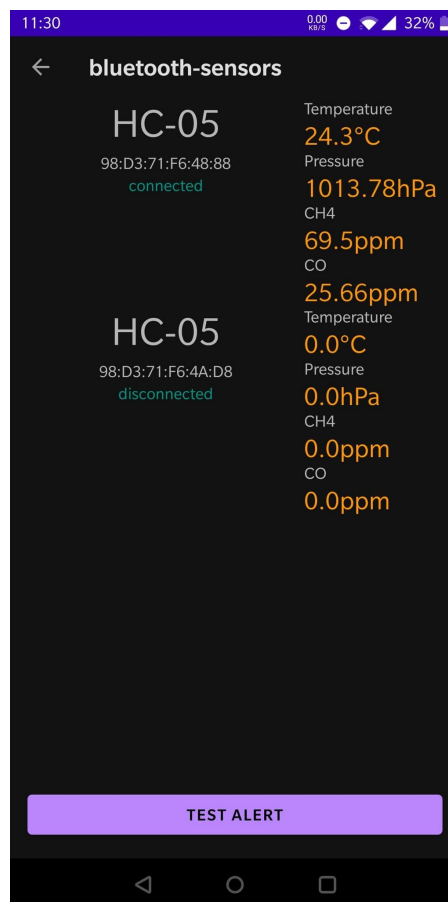 11:30 0.00 KB/S 32%
bluetooth-sensors
HC-05
98:D3:71:F6:48:88
connected
Temperature
24.3°C
Pressure
1013.78hPa
CH4
69.5ppm
CO
25.66ppm
HC-05
98:D3:71:F6:4A:D8
disconnected
Temperature
0.0°C
Pressure
0.0hPa
CH4
0.0ppm
CO
0.0ppm
TEST ALERT